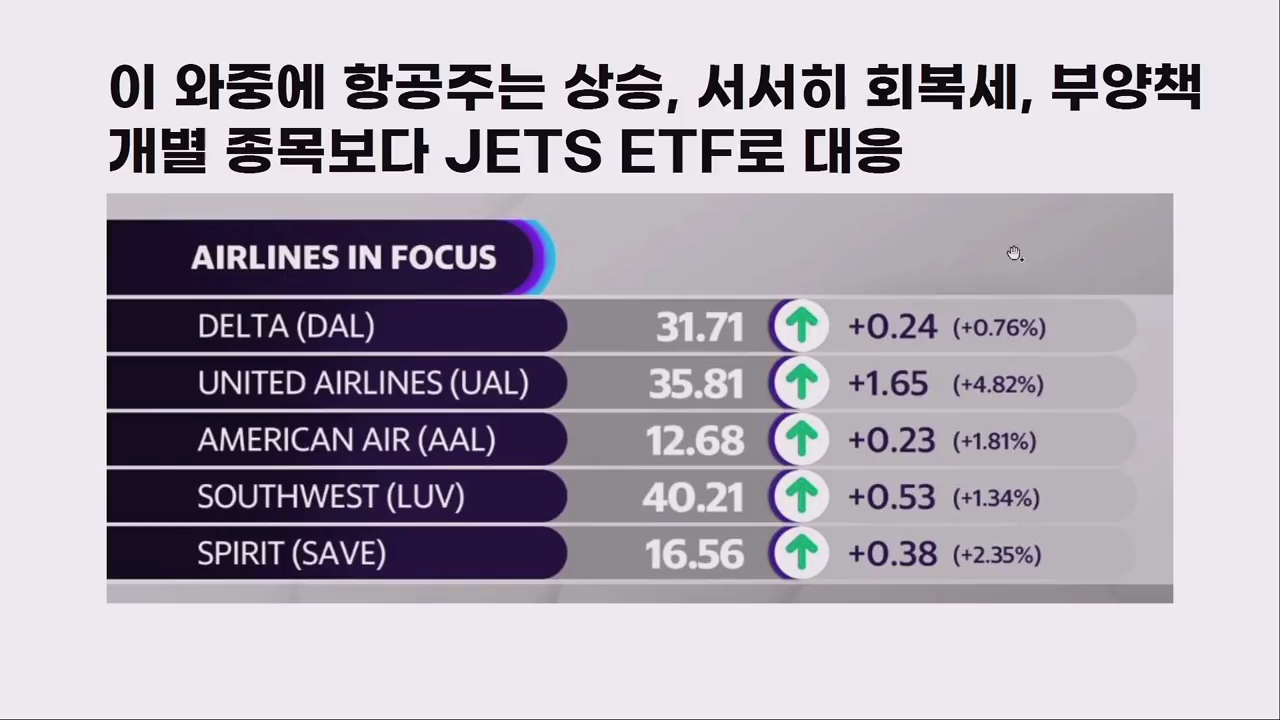 이 와중에 항공주는 상승, 서서히 회복세, 부양책
개별 종목보다 JETS ETF로 대응
AIRLINES IN FOCUS
DELTA (DAL) 31.71 +0.24 (+0.76%)
UNITED AIRLINES (UAL) 35.81 +1.65 (+4.82%)
AMERICAN AIR (AAL) 12.68 +0.23 (+1.81%)
SOUTHWEST (LUV) 40.21 +0.53 (+1.34%)
SPIRIT (SAVE) 16.56 +0.38 (+2.35%)